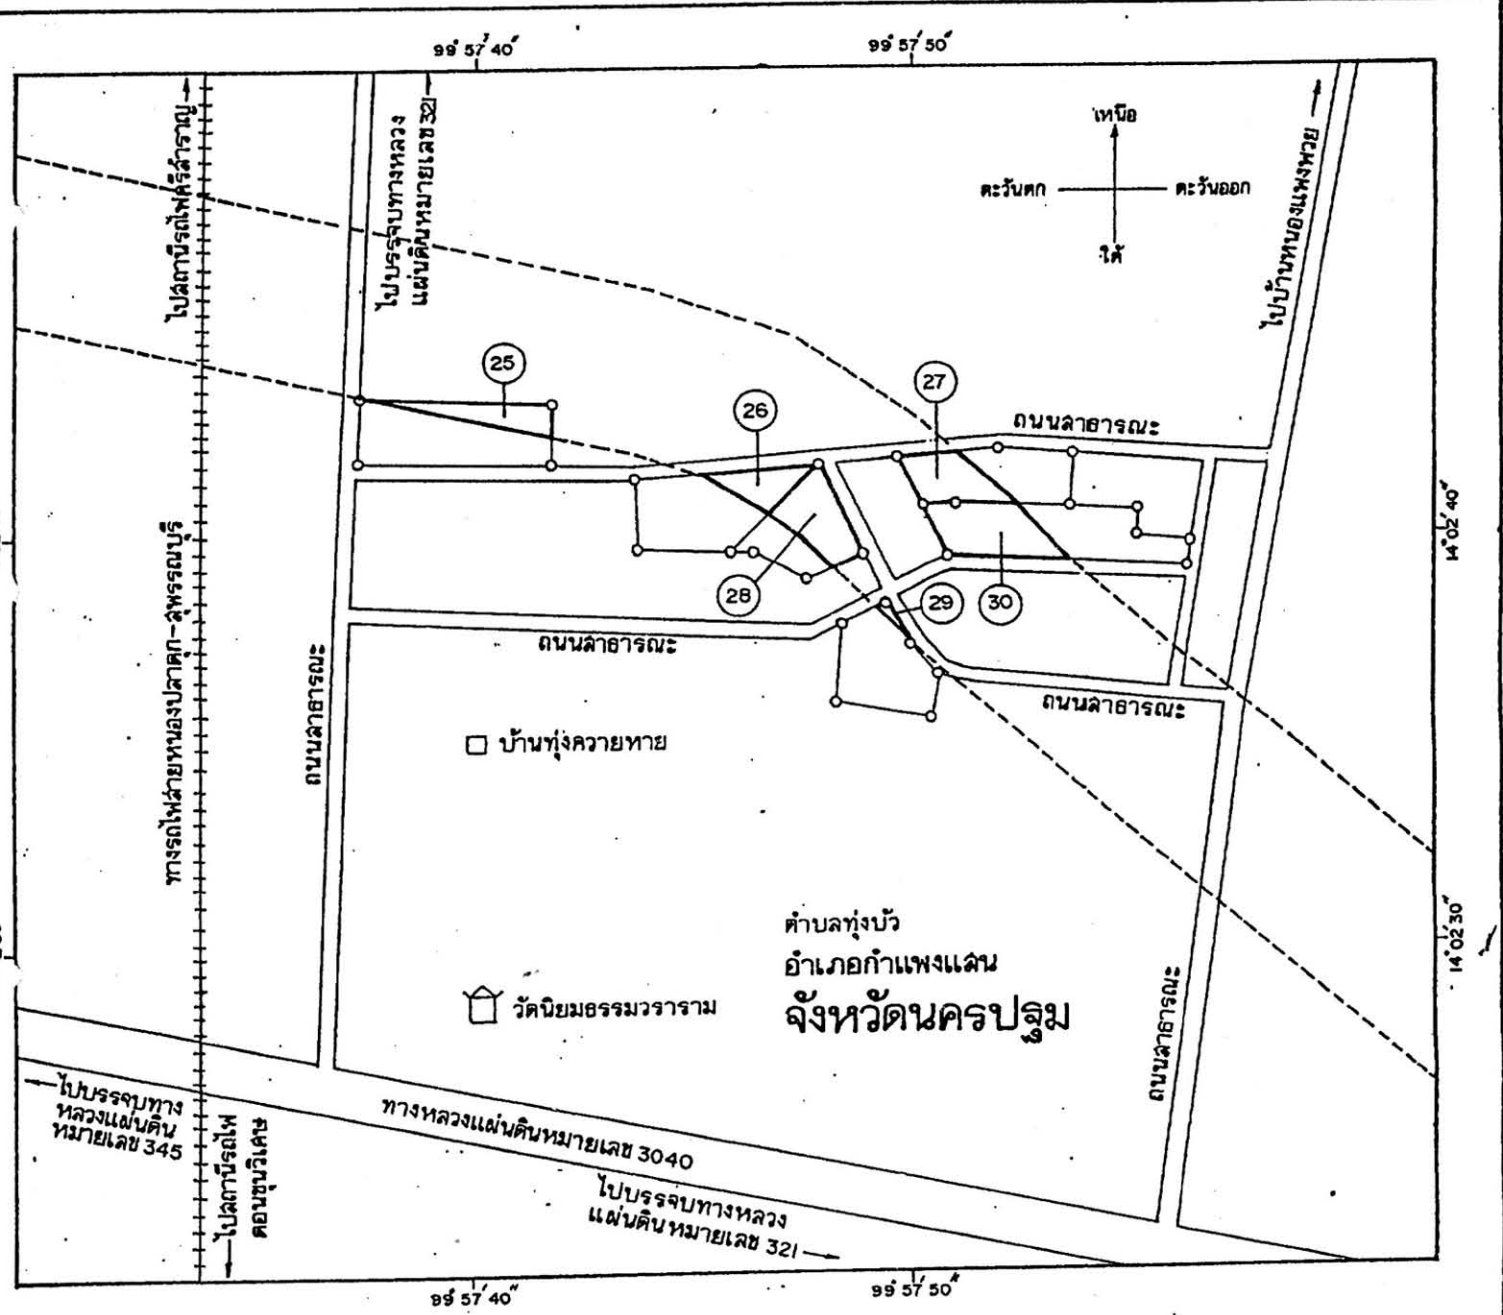 99° 57′ 40″
99° 57′ 50″
ไปสถานีรถไฟศรีสำราญ
ไปบรรจบทางหลวง
แผ่นดินหมายเลข 321
เหนือ
ตะวันตก
ตะวันออก
ใต้
ไปบ้านหนองแพงพวย
25
26
27
ถนนสาธารณะ
14° 02′ 40″
28
29
30
ถนนสาธารณะ
ถนนสาธารณะ
ถนนสาธารณะ
ทางรถไฟสายหนองปลาดุก-สุพรรณบุรี
บ้านทุ่งควายหาย
ตำบลทุ่งบัว
อำเภอกำแพงแสน
จังหวัดนครปฐม
14° 02′ 30″
วัดนิยมธรรมวราราม
ถนนสาธารณะ
ไปบรรจบทาง
หลวงแผ่นดิน
หมายเลข 345
ไปสถานีรถไฟ
ดอนขุนวิเศษ
ทางหลวงแผ่นดินหมายเลข 3040
ไปบรรจบทางหลวง
แผ่นดินหมายเลข 321
99° 57′ 40″
99° 57′ 50″